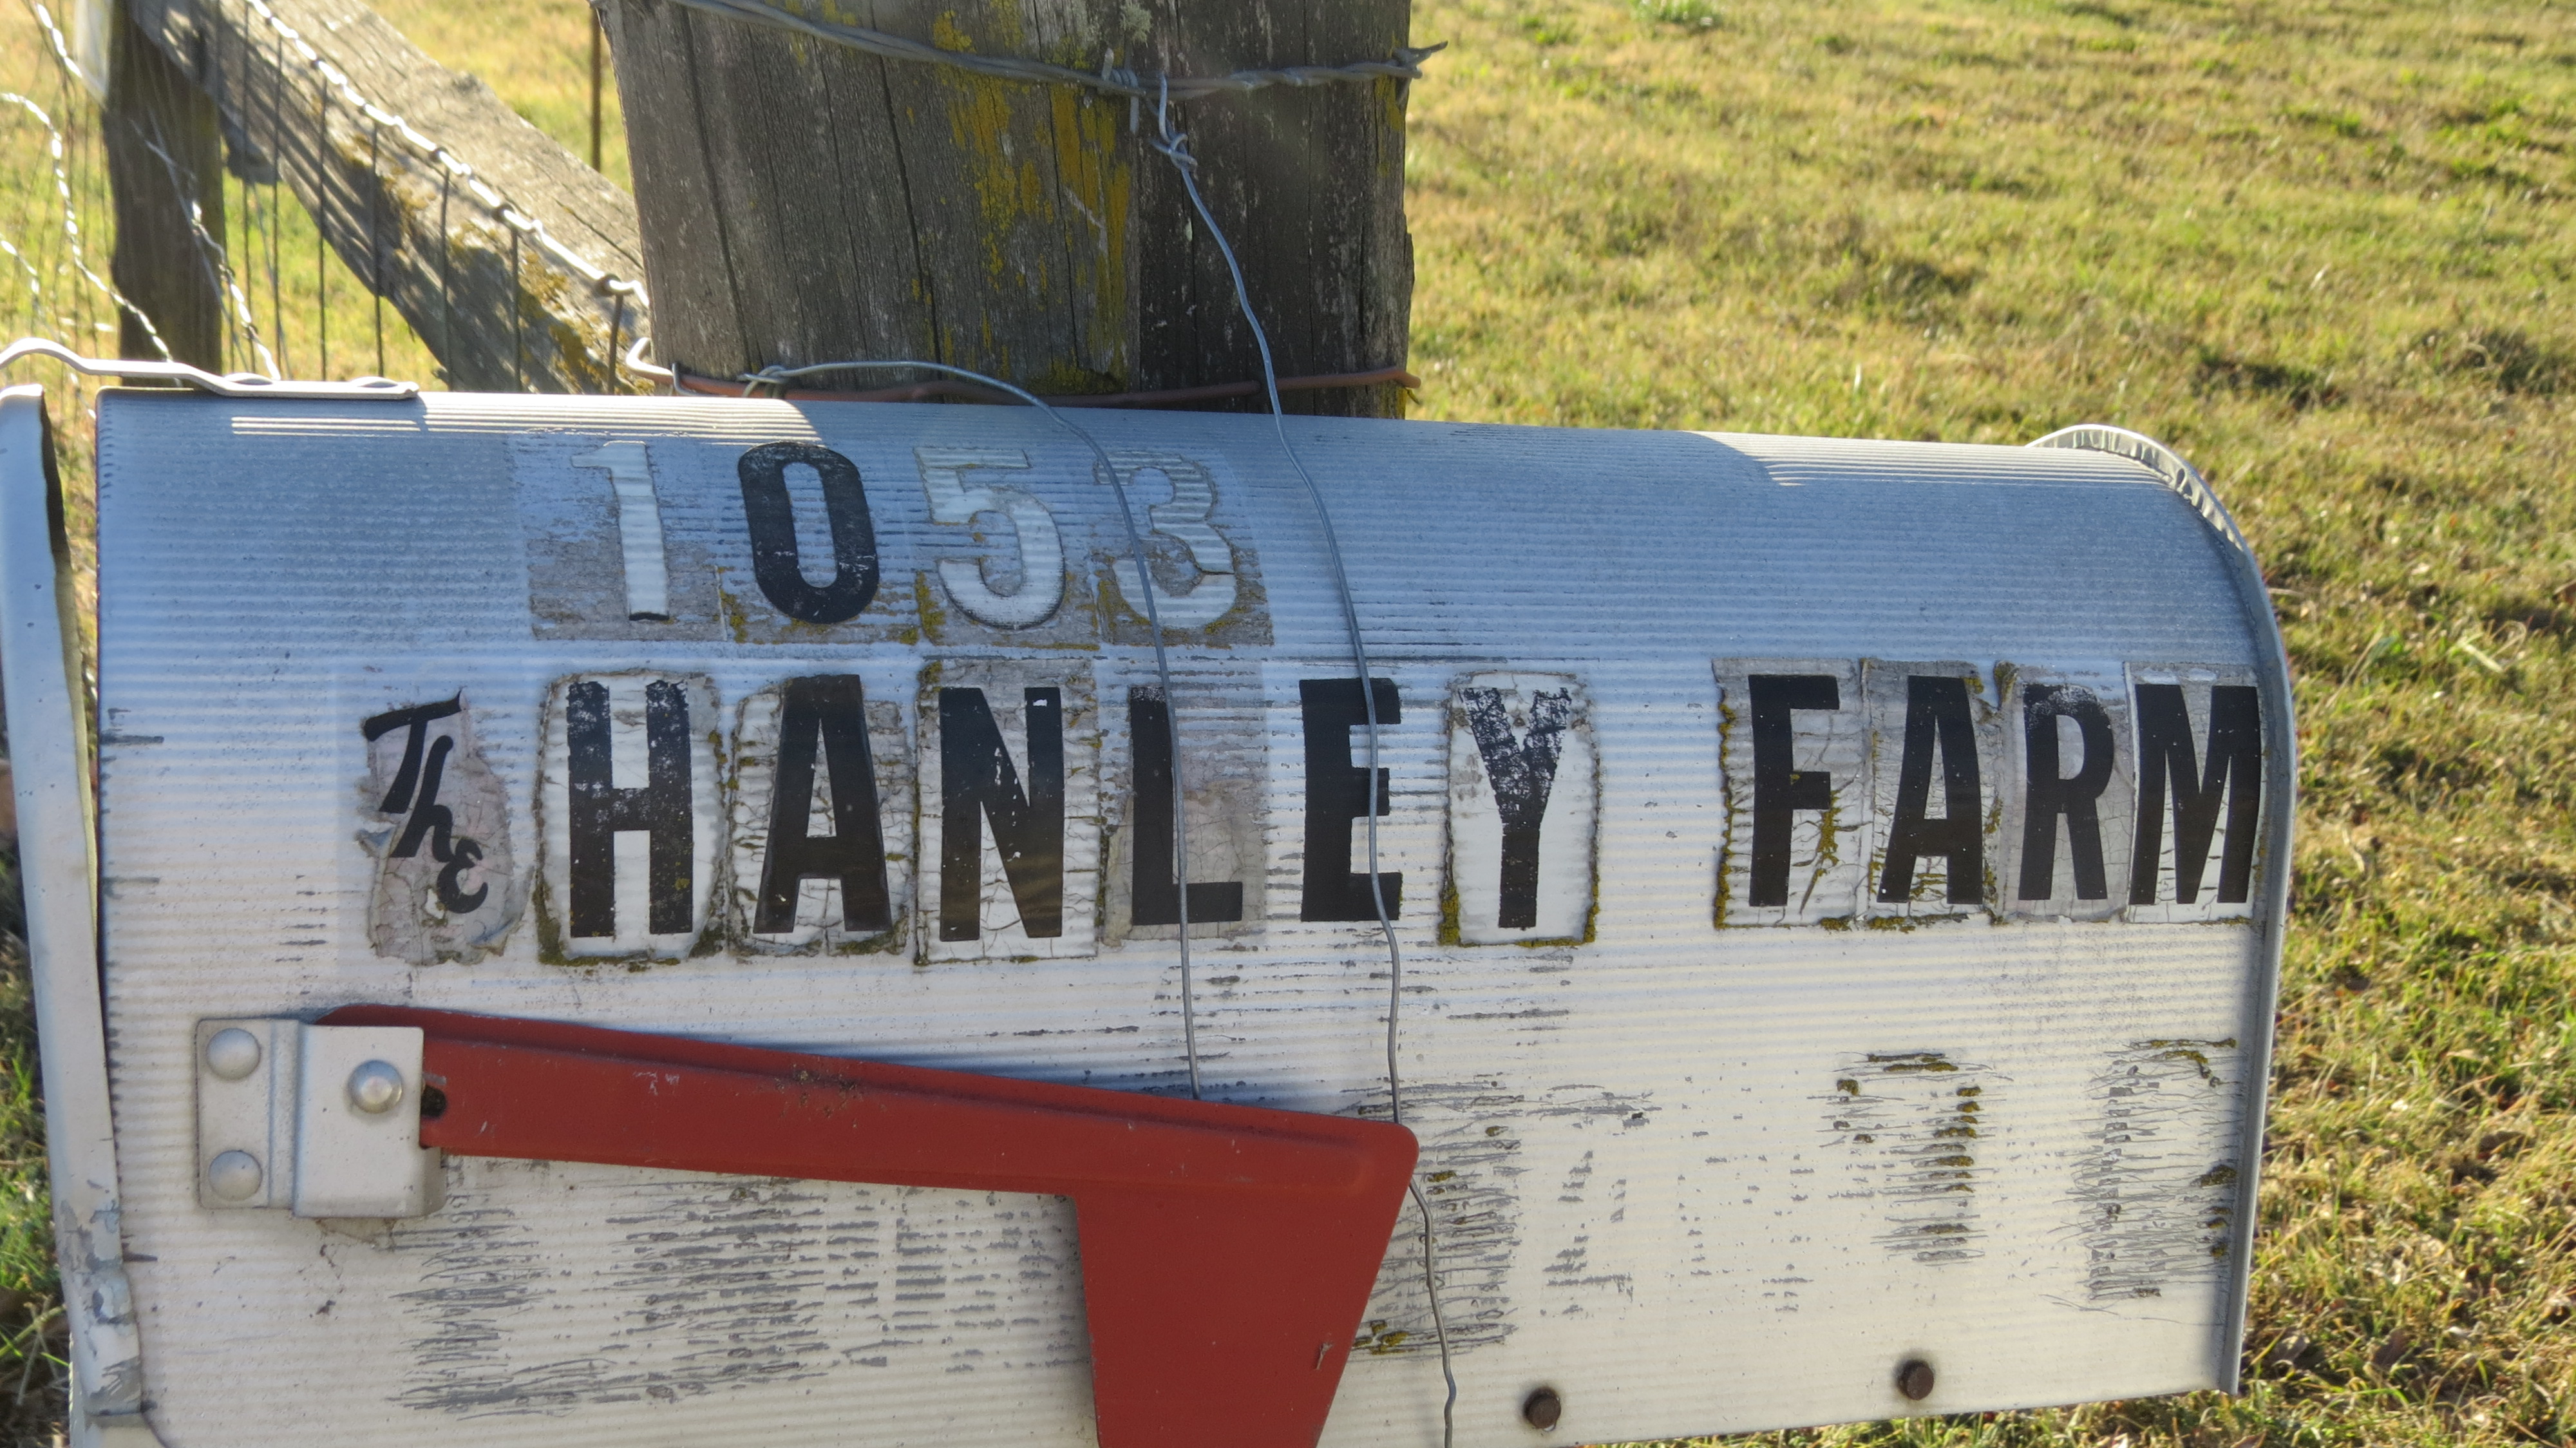 1053
The HANLEY FARM